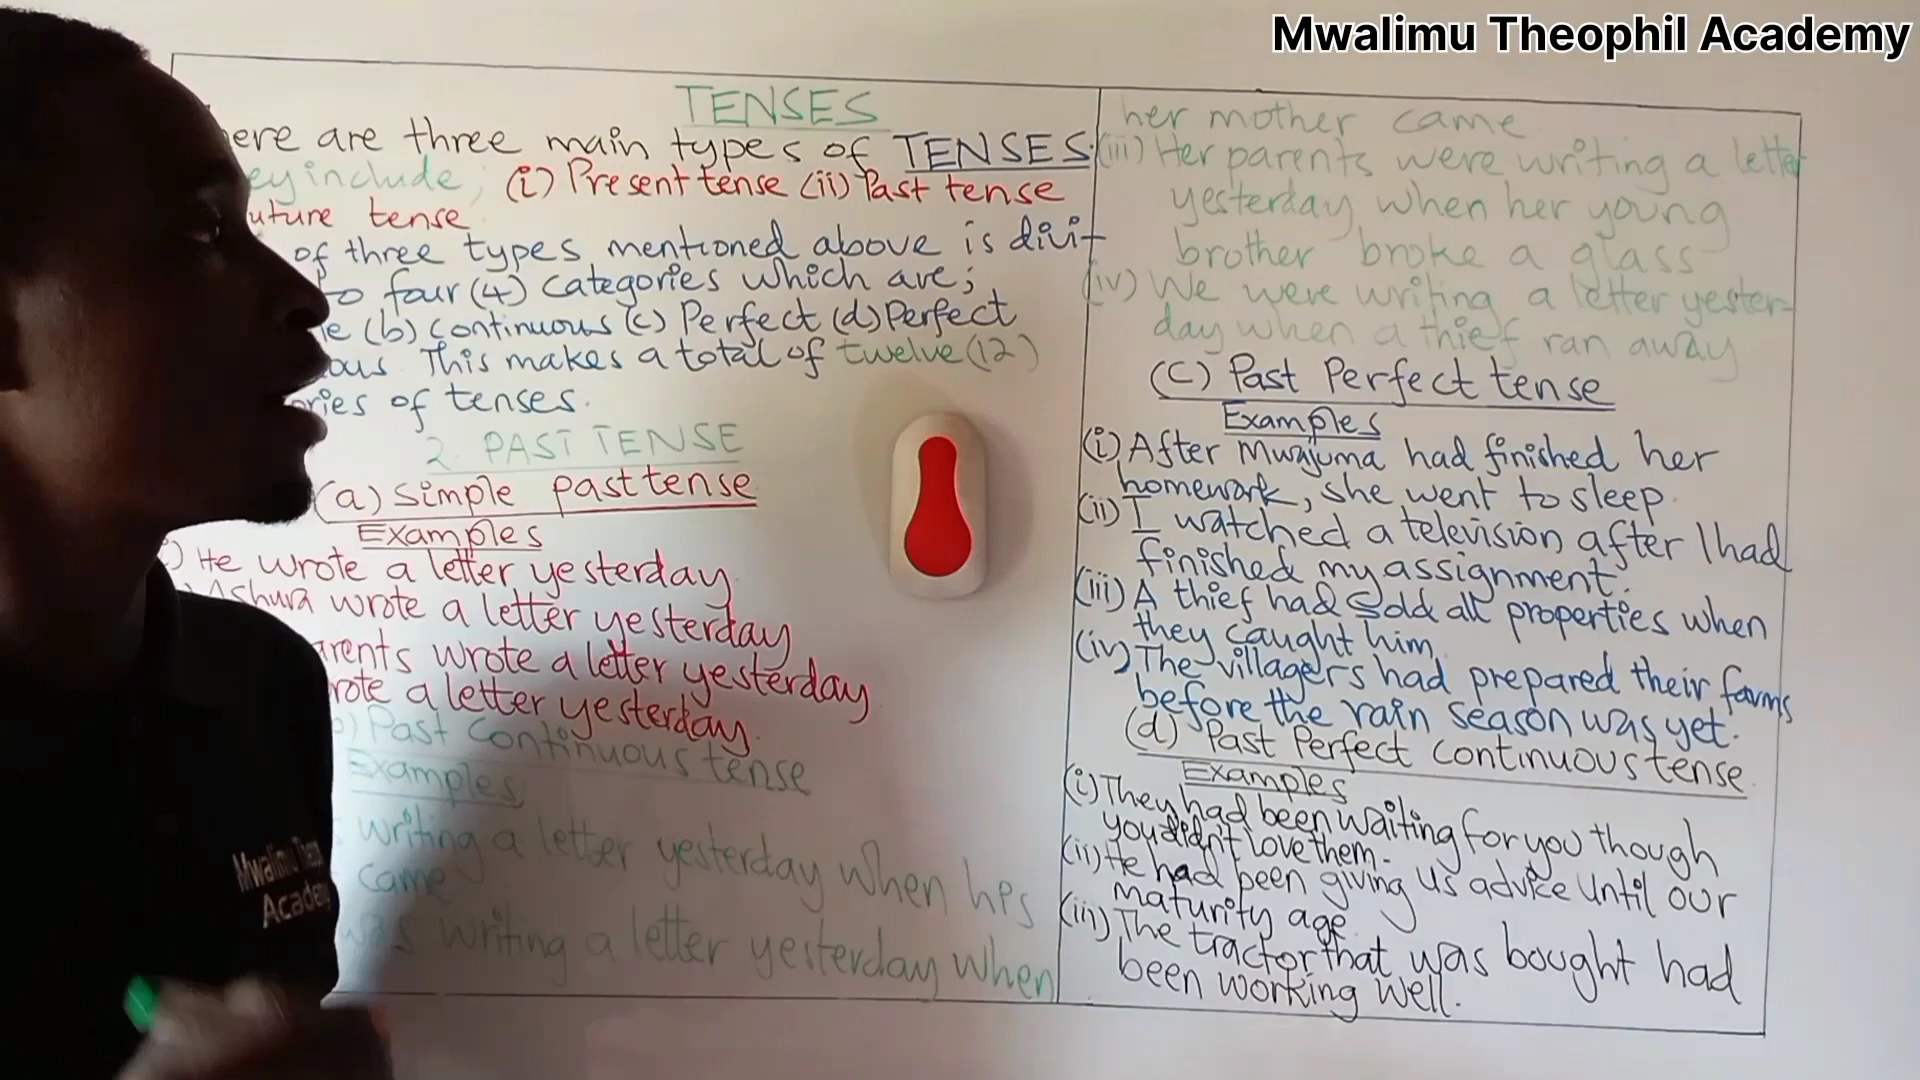 Mwalimu Theophil Academy
TENSES
ere are three main types of TENSES.
ey include; (i) Present tense (ii) Past tense
uture tense
of three types mentioned above is divit
to four (4) categories which are;
le (b) continuous (c) Perfect (d) Perfect
ous. This makes a total of twelve (12)
ories of tenses.
2. PAST TENSE
(a) Simple past tense
Examples
) He wrote a letter yesterday
Ashura wrote a letter yesterday
arents wrote a letter yesterday
rote a letter yesterday.
) Past Continuous tense
Examples
writing a letter yesterday when his
came
was writing a letter yesterday when
her mother came
(iii) Her parents were writing a letter
yesterday when her young
brother broke a glass
(iv) We were writing a letter yester-
day when a thief ran away
(c) Past Perfect tense
Examples
(i) After Mwajuma had finished her
homework, she went to sleep.
(ii) I watched a television after I had
finished my assignment.
(iii) A thief had sold all properties when
they caught him.
(iv) The villagers had prepared their farms
before the rain season was yet.
(d) Past Perfect continuous tense
Examples
(i) They had been waiting for you though
you didn't love them.
(ii) He had been giving us advice until our
maturity age
(iii) The tractor that was bought had
been working well.
Mwalimu Theo
Academy